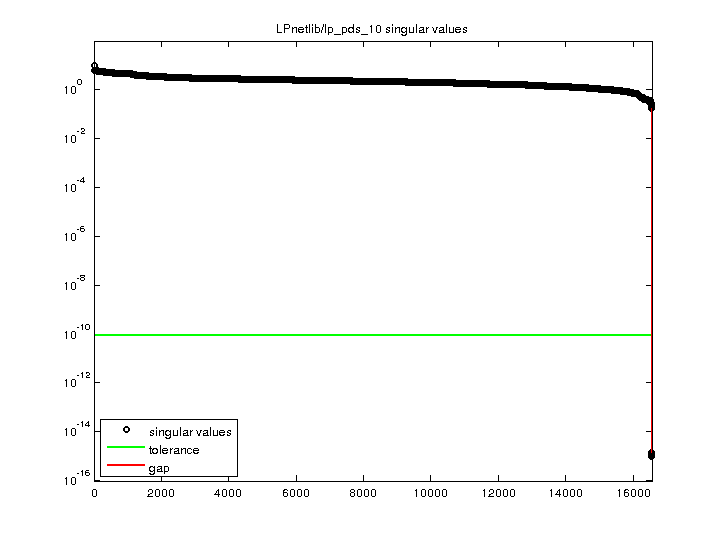 LPnetlib/lp_pds_10 singular values
10^0
10^-2
10^-4
10^-6
10^-8
10^-10
10^-12
10^-14
10^-16
singular values
tolerance
gap
0 2000 4000 6000 8000 10000 12000 14000 16000